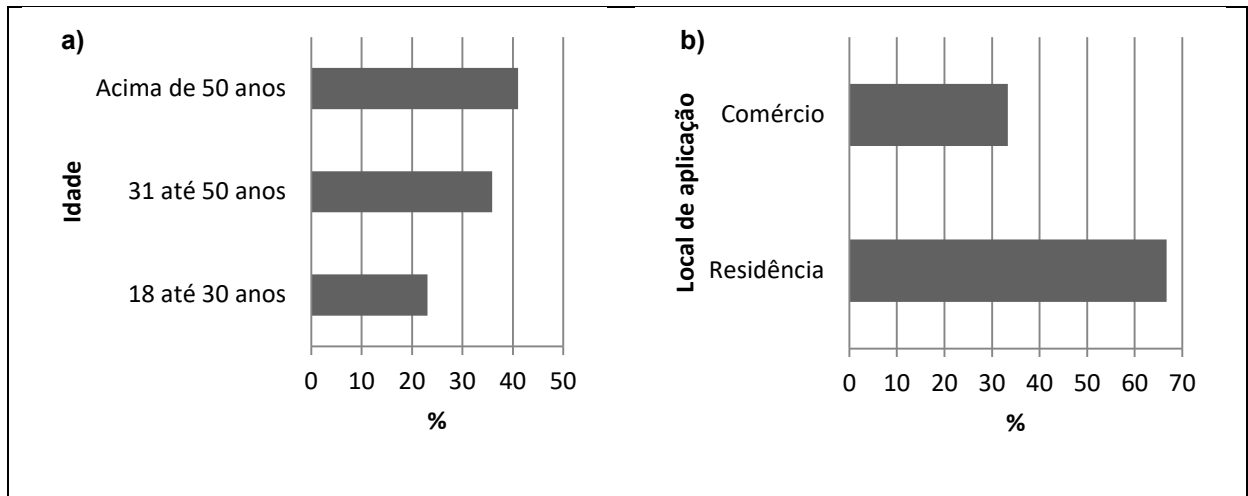 a)
Idade
Acima de 50 anos
31 até 50 anos
18 até 30 anos
0 10 20 30 40 50
%
b)
Local de aplicação
Comércio
Residência
0 10 20 30 40 50 60 70
%